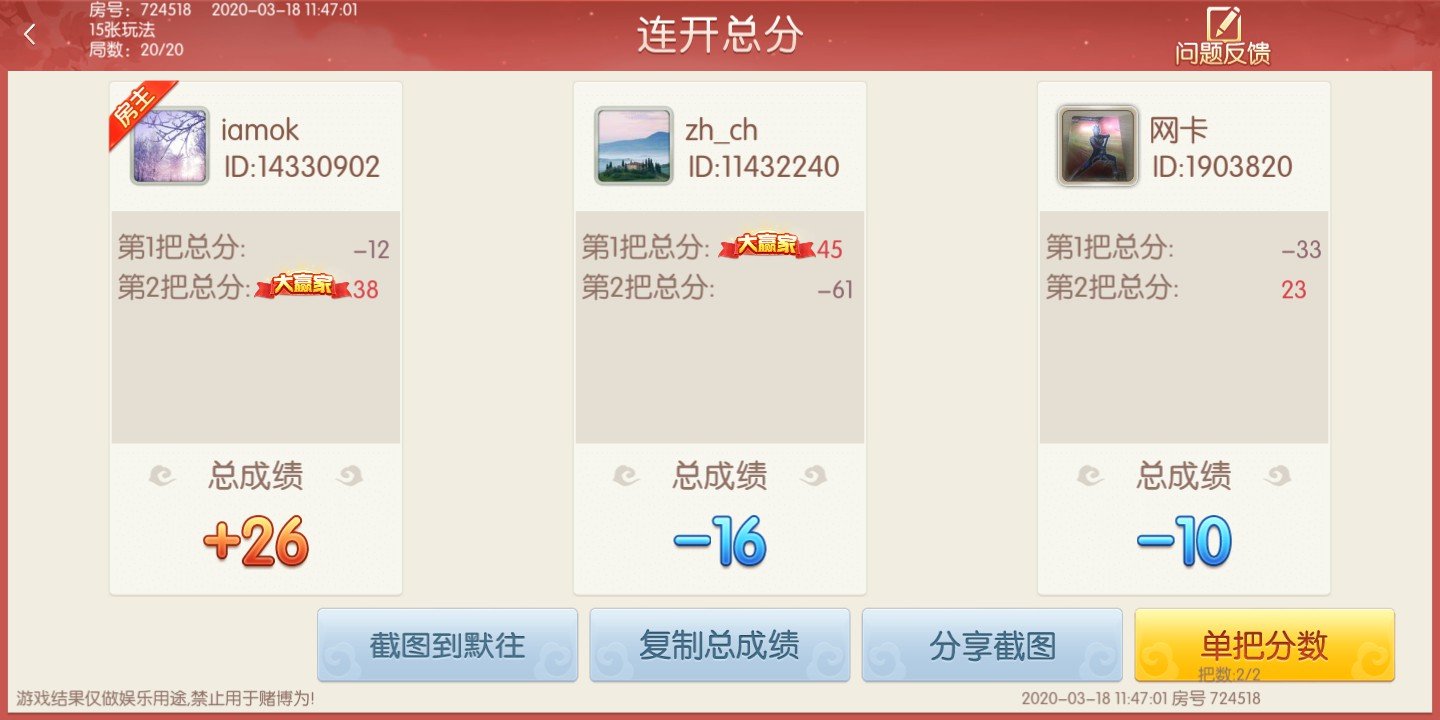 房号：724518 2020-03-18 11:47:01
15张玩法
局数：20/20
连开总分
问题反馈
房主
iamok
ID:14330902
第1把总分: -12
第2把总分: 大赢家 38
总成绩
+26
zh_ch
ID:11432240
第1把总分: 大赢家 45
第2把总分: -61
总成绩
-16
网卡
ID:1903820
第1把总分: -33
第2把总分: 23
总成绩
-10
截图到默往
复制总成绩
分享截图
单把分数
把数:2/2
游戏结果仅做娱乐用途,禁止用于赌博为!
2020-03-18 11:47:01 房号 724518